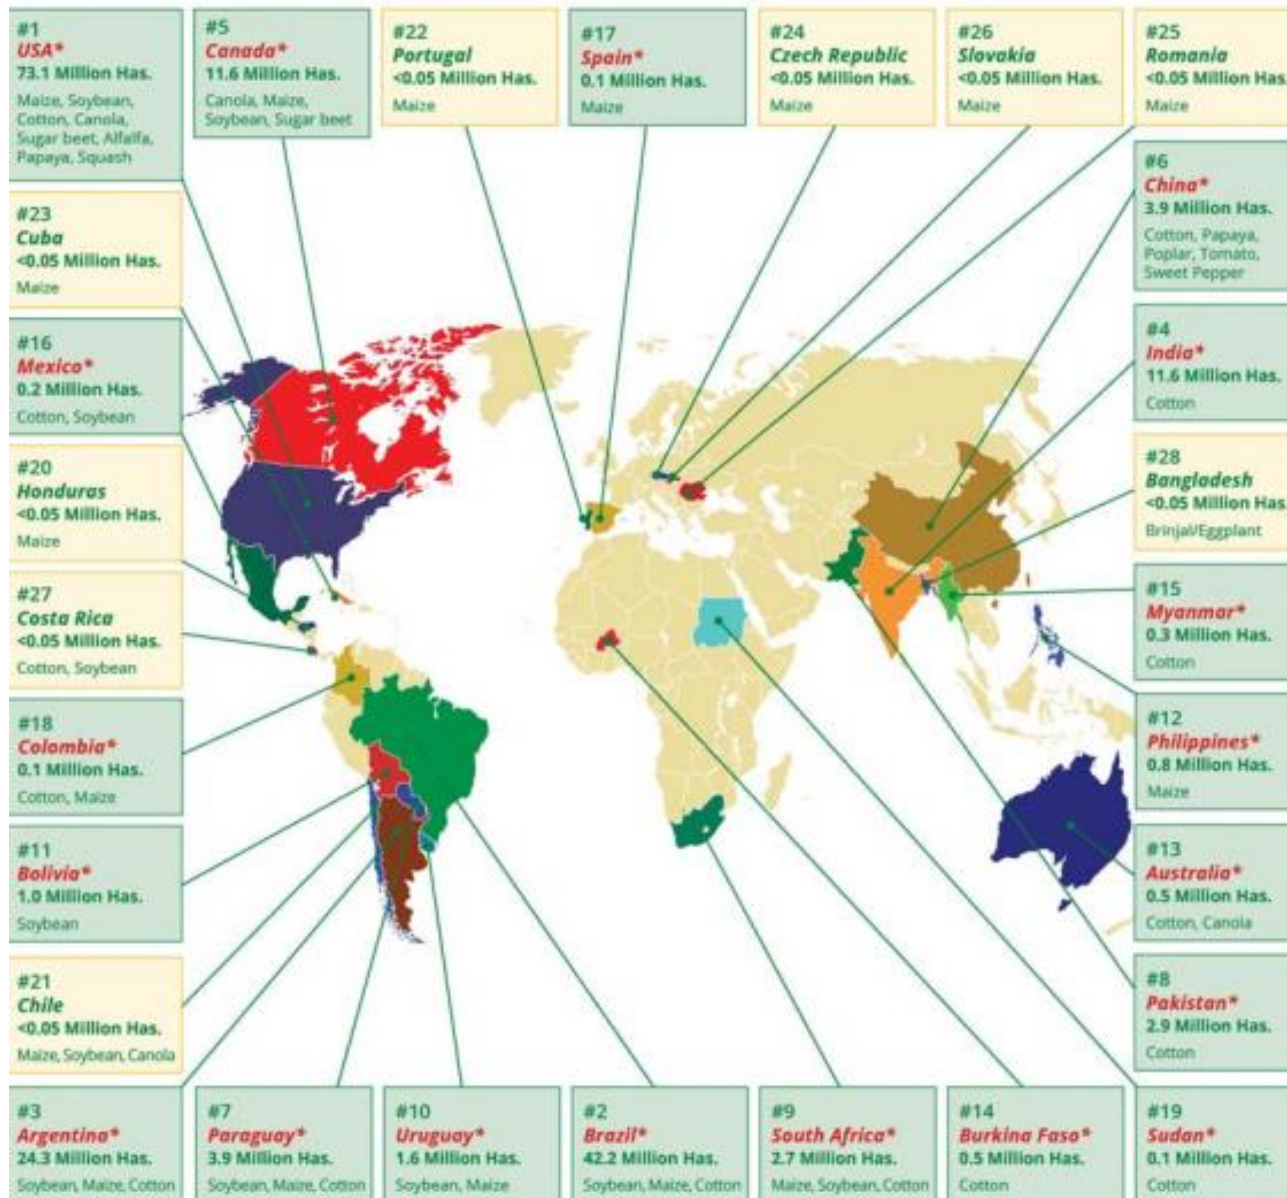 #1
USA*
73.1 Million Has.
Maize, Soybean,
Cotton, Canola,
Sugar beet, Alfalfa,
Papaya, Squash
#5
Canada*
11.6 Million Has.
Canola, Maize,
Soybean, Sugar beet
#22
Portugal
<0.05 Million Has.
Maize
#17
Spain*
0.1 Million Has.
Maize
#24
Czech Republic
<0.05 Million Has.
Maize
#26
Slovakia
<0.05 Million Has.
Maize
#25
Romania
<0.05 Million Has.
Maize
#23
Cuba
<0.05 Million Has.
Maize
#6
China*
3.9 Million Has.
Cotton, Papaya,
Poplar, Tomato,
Sweet Pepper
#16
Mexico*
0.2 Million Has.
Cotton, Soybean
#4
India*
11.6 Million Has.
Cotton
#20
Honduras
<0.05 Million Has.
Maize
#28
Bangladesh
<0.05 Million Has.
Brinjal/Eggplant
#27
Costa Rica
<0.05 Million Has.
Cotton, Soybean
#15
Myanmar*
0.3 Million Has.
Cotton
#18
Colombia*
0.1 Million Has.
Cotton, Maize
#12
Philippines*
0.8 Million Has.
Maize
#11
Bolivia*
1.0 Million Has.
Soybean
#13
Australia*
0.5 Million Has.
Cotton, Canola
#21
Chile
<0.05 Million Has.
Maize, Soybean, Canola
#8
Pakistan*
2.9 Million Has.
Cotton
#3
Argentina*
24.3 Million Has.
Soybean, Maize, Cotton
#7
Paraguay*
3.9 Million Has.
Soybean, Maize, Cotton
#10
Uruguay*
1.6 Million Has.
Soybean, Maize
#2
Brazil*
42.2 Million Has.
Soybean, Maize, Cotton
#9
South Africa*
2.7 Million Has.
Maize, Soybean, Cotton
#14
Burkina Faso*
0.5 Million Has.
Cotton
#19
Sudan*
0.1 Million Has.
Cotton